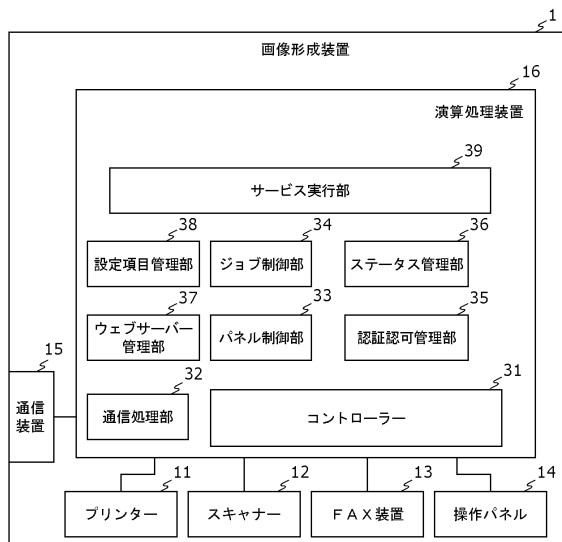 1
画像形成装置
16
演算処理装置
39
サービス実行部
38
34
36
設定項目管理部
ジョブ制御部
ステータス管理部
37
33
35
ウェブサーバー
管理部
パネル制御部
認証認可管理部
15
通信
装置
32
31
通信処理部
コントローラー
11
12
13
14
プリンター
スキャナー
ＦＡＸ装置
操作パネル